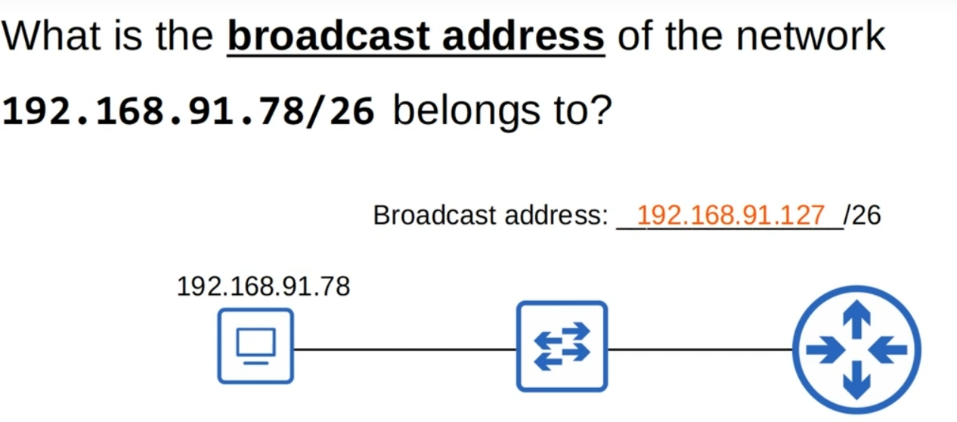 What is the broadcast address of the network
192.168.91.78/26 belongs to?
Broadcast address: 192.168.91.127 /26
192.168.91.78